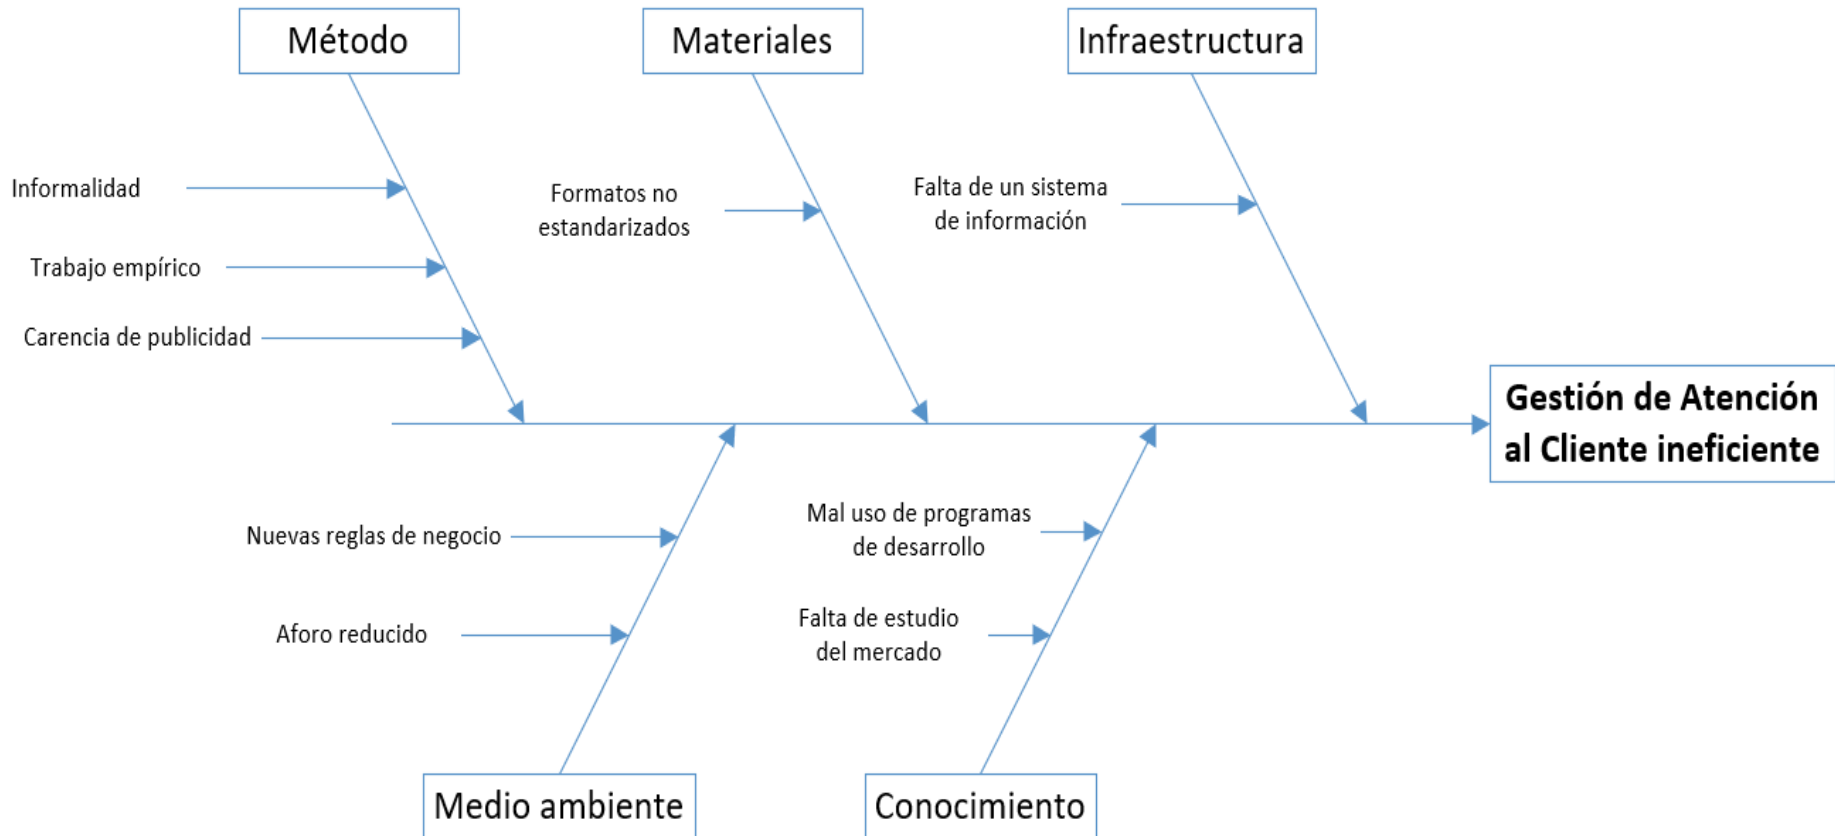 Método
Materiales
Infraestructura
Informalidad
Trabajo empírico
Carencia de publicidad
Formatos no
estandarizados
Falta de un sistema
de información
Gestión de Atención
al Cliente ineficiente
Nuevas reglas de negocio
Aforo reducido
Mal uso de programas
de desarrollo
Falta de estudio
del mercado
Medio ambiente
Conocimiento